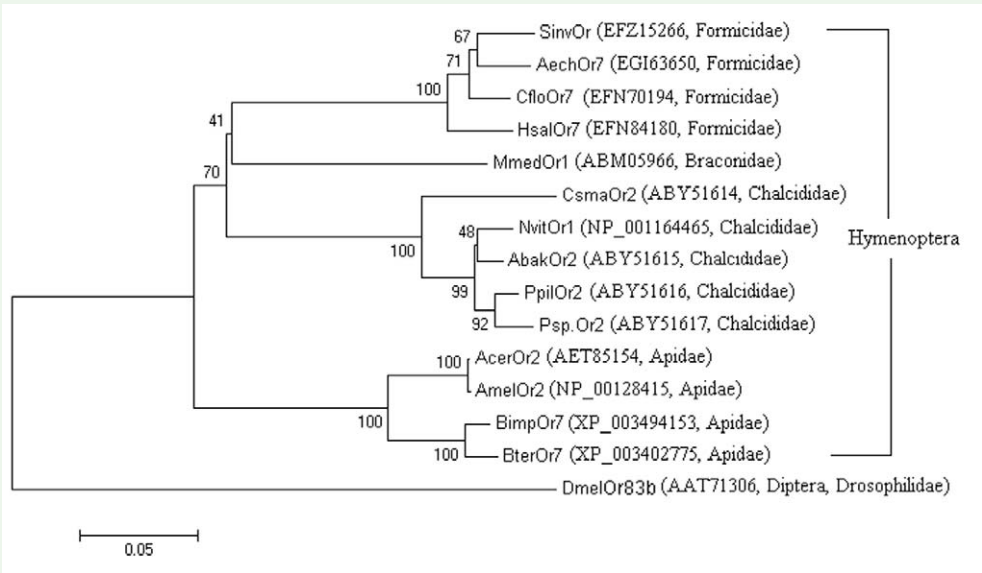 67
SinvOr (EFZ15266, Formicidae)
71
AechOr7 (EGI63650, Formicidae)
100
CfloOr7 (EFN70194, Formicidae)
41
HsalOr7 (EFN84180, Formicidae)
MmedOr1 (ABM05966, Braconidae)
70
CsmaOr2 (ABY51614, Chalcididae)
48
NvitOr1 (NP_001164465, Chalcididae)
Hymenoptera
100
AbakOr2 (ABY51615, Chalcididae)
99
PpilOr2 (ABY51616, Chalcididae)
92
Psp.Or2 (ABY51617, Chalcididae)
100
AcerOr2 (AET85154, Apidae)
AmelOr2 (NP_00128415, Apidae)
100
BimpOr7 (XP_003494153, Apidae)
100
BterOr7 (XP_003402775, Apidae)
DmelOr83b (AAT71306, Diptera, Drosophilidae)
0.05